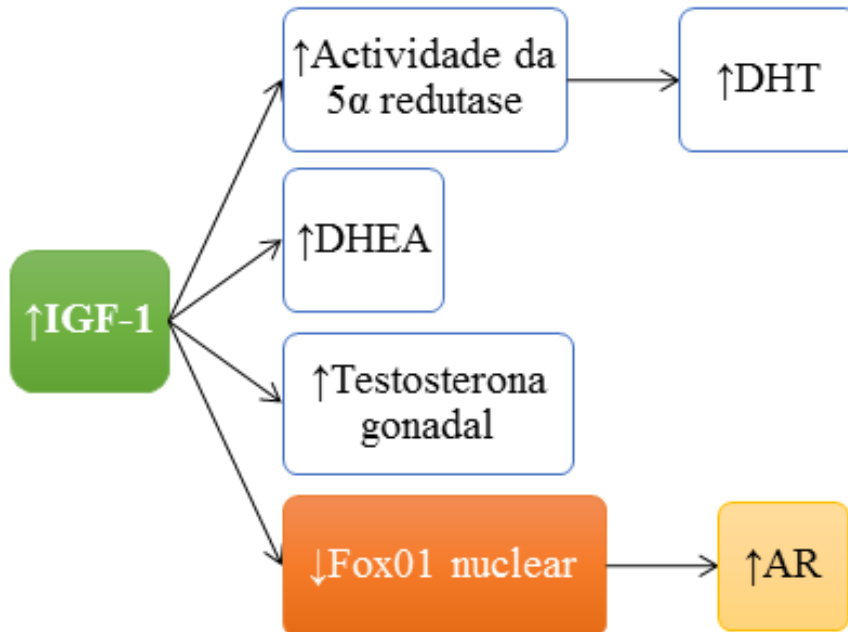 ↑Actividade da
5α redutase
↑DHT
↑DHEA
↑IGF-1
↑Testosterona
gonadal
↓Fox01 nuclear
↑AR